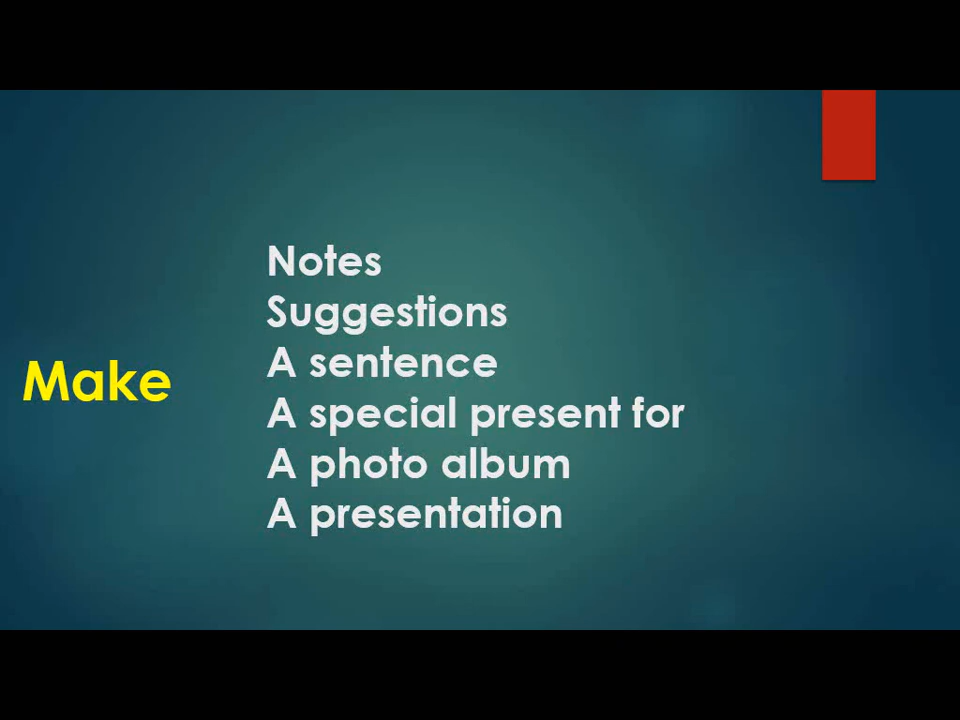 Notes
Suggestions
A sentence
Make
A special present for
A photo album
A presentation